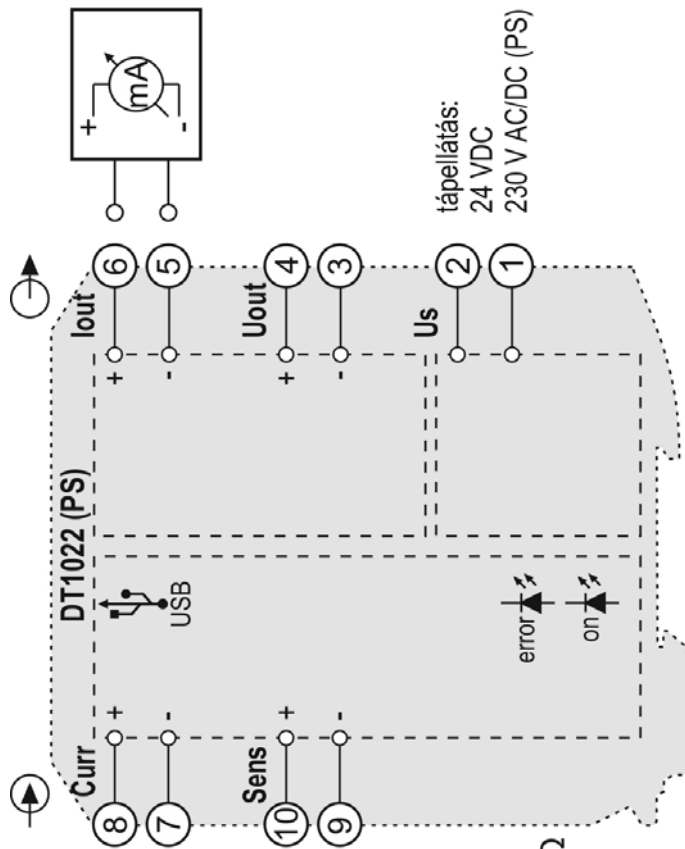 DT1022 (PS)
Curr
Iout
8
+
+
6
+
mA
7
-
-
5
-
USB
Sens
Uout
10
+
+
4
9
-
-
3
Us
error
2
on
1
tápellátás:
24 VDC
230 V AC/DC (PS)
Ω